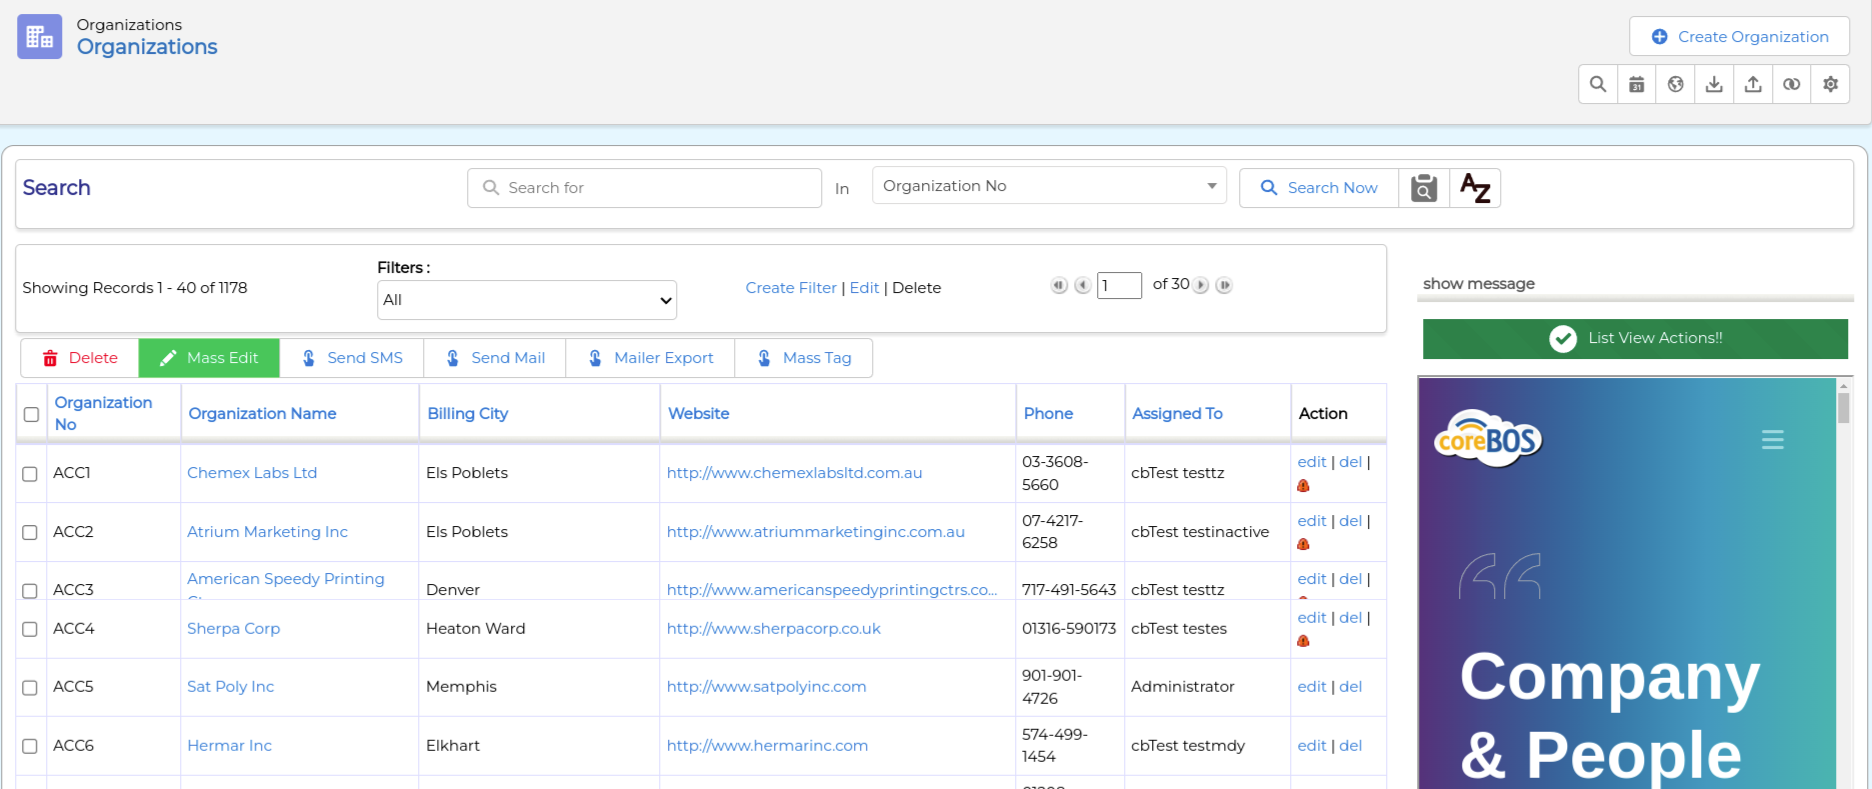 Organizations
Organizations
Create Organization
31
Search
Search for
In
Organization No
Search Now
AZ
Showing Records 1 - 40 of 1178
Filters :
All
Create Filter | Edit | Delete
1 of 30
show message
List View Actions!!
Delete
Mass Edit
Send SMS
Send Mail
Mailer Export
Mass Tag
Organization No
Organization Name
Billing City
Website
Phone
Assigned To
Action
ACC1
Chemex Labs Ltd
Els Poblets
http://www.chemexlabsltd.com.au
03-3608-
5660
cbTest testtz
edit | del |
ACC2
Atrium Marketing Inc
Els Poblets
http://www.atriummarketinginc.com.au
07-4217-
6258
cbTest testinactive
edit | del |
ACC3
American Speedy Printing
Denver
http://www.americanspeedyprintingctrs.co...
717-491-5643
cbTest testtz
edit | del |
ACC4
Sherpa Corp
Heaton Ward
http://www.sherpacorp.co.uk
01316-590173
cbTest testes
edit | del |
ACC5
Sat Poly Inc
Memphis
http://www.satpolyinc.com
901-901-
4726
Administrator
edit | del
ACC6
Hermar Inc
Elkhart
http://www.hermarinc.com
574-499-
1454
cbTest testmdy
edit | del
coreBOS
“
Company
& People